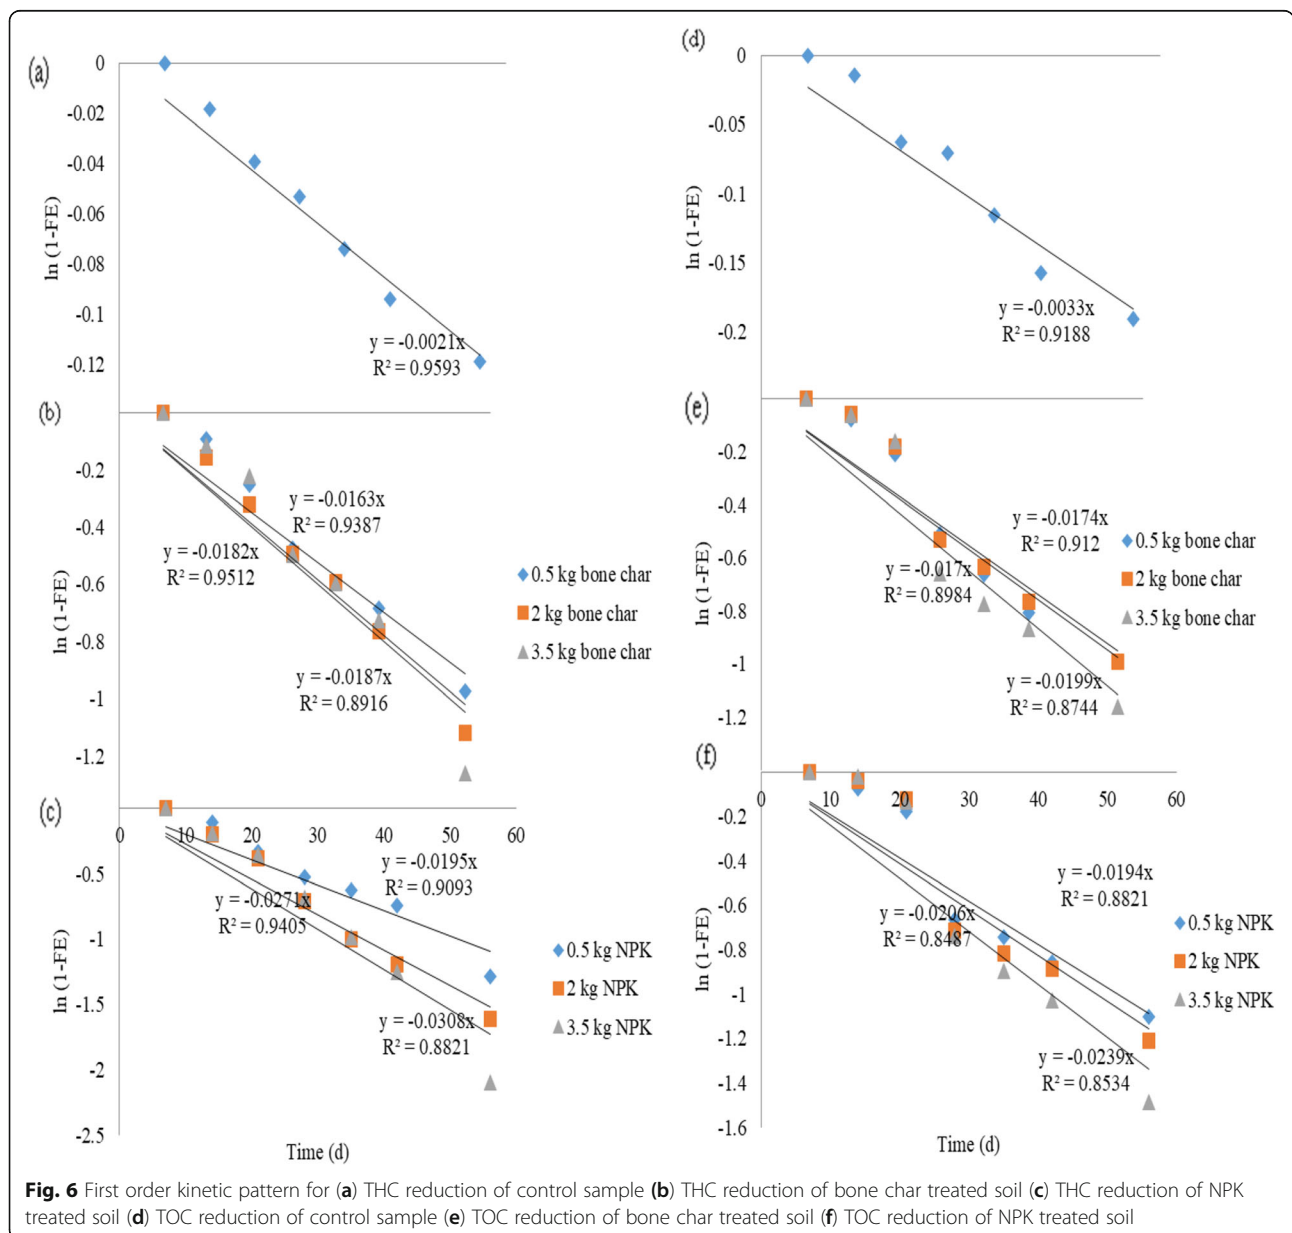 (a)
0
-0.02
-0.04
-0.06
-0.08
-0.1
-0.12
ln (1-FE)
y = -0.0021x
R² = 0.9593
(d)
0
-0.05
-0.1
-0.15
-0.2
ln (1-FE)
y = -0.0033x
R² = 0.9188
(b)
-0.2
-0.4
-0.6
-0.8
-1
-1.2
ln (1-FE)
y = -0.0163x
R² = 0.9387
y = -0.0182x
R² = 0.9512
y = -0.0187x
R² = 0.8916
0.5 kg bone char
2 kg bone char
3.5 kg bone char
(e)
-0.2
-0.4
-0.6
-0.8
-1
-1.2
ln (1-FE)
y = -0.0174x
R² = 0.912
y = -0.017x
R² = 0.8984
y = -0.0199x
R² = 0.8744
0.5 kg bone char
2 kg bone char
3.5 kg bone char
(c)
0 10 20 30 40 50 60
-0.5
-1
-1.5
-2
-2.5
ln (1-FE)
y = -0.0195x
R² = 0.9093
y = -0.0271x
R² = 0.9405
y = -0.0308x
R² = 0.8821
0.5 kg NPK
2 kg NPK
3.5 kg NPK
Time (d)
(f)
0 10 20 30 40 50 60
-0.2
-0.4
-0.6
-0.8
-1
-1.2
-1.4
-1.6
ln (1-FE)
y = -0.0194x
R² = 0.8821
y = -0.0206x
R² = 0.8487
y = -0.0239x
R² = 0.8534
0.5 kg NPK
2 kg NPK
3.5 kg NPK
Time (d)
Fig. 6 First order kinetic pattern for (a) THC reduction of control sample (b) THC reduction of bone char treated soil (c) THC reduction of NPK
treated soil (d) TOC reduction of control sample (e) TOC reduction of bone char treated soil (f) TOC reduction of NPK treated soil